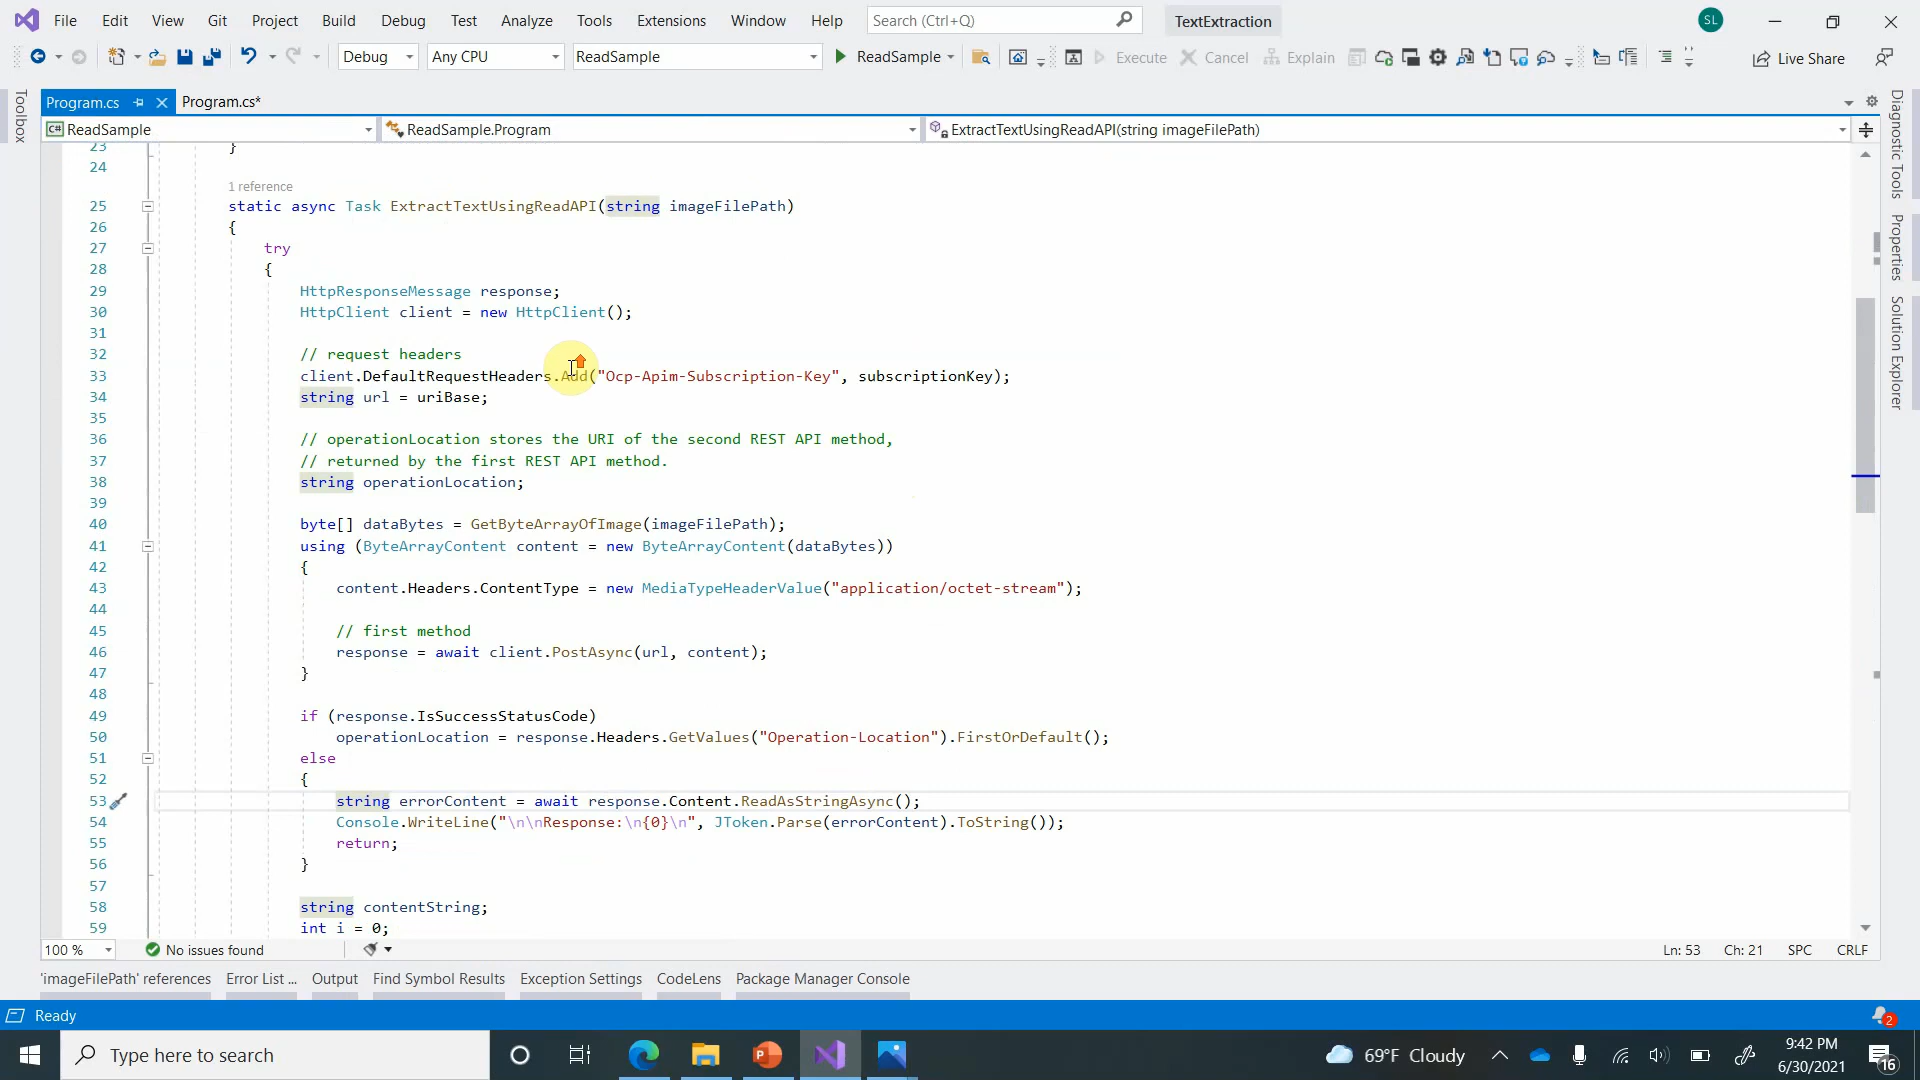 File Edit View Git Project Build Debug Test Analyze Tools Extensions Window Help Search (Ctrl+Q) TextExtraction SL
Debug Any CPU ReadSample ReadSample Execute Cancel Explain Live Share
Toolbox
Program.cs Program.cs*
ReadSample ReadSample.Program ExtractTextUsingReadAPI(string imageFilePath)
23 }
24
1 reference
25 static async Task ExtractTextUsingReadAPI(string imageFilePath)
26 {
27 try
28 {
29 HttpResponseMessage response;
30 HttpClient client = new HttpClient();
31
32 // request headers
33 client.DefaultRequestHeaders.Add("Ocp-Apim-Subscription-Key", subscriptionKey);
34 string url = uriBase;
35
36 // operationLocation stores the URI of the second REST API method,
37 // returned by the first REST API method.
38 string operationLocation;
39
40 byte[] dataBytes = GetByteArrayOfImage(imageFilePath);
41 using (ByteArrayContent content = new ByteArrayContent(dataBytes))
42 {
43 content.Headers.ContentType = new MediaTypeHeaderValue("application/octet-stream");
44
45 // first method
46 response = await client.PostAsync(url, content);
47 }
48
49 if (response.IsSuccessStatusCode)
50 operationLocation = response.Headers.GetValues("Operation-Location").FirstOrDefault();
51 else
52 {
53 string errorContent = await response.Content.ReadAsStringAsync();
54 Console.WriteLine("\n\nResponse:\n{0}\n", JToken.Parse(errorContent).ToString());
55 return;
56 }
57
58 string contentString;
59 int i = 0;
Diagnostic Tools
Properties
Solution Explorer
100 % No issues found Ln: 53 Ch: 21 SPC CRLF
'imageFilePath' references Error List ... Output Find Symbol Results Exception Settings CodeLens Package Manager Console
Ready 2
Type here to search 69°F Cloudy 9:42 PM
6/30/2021 16